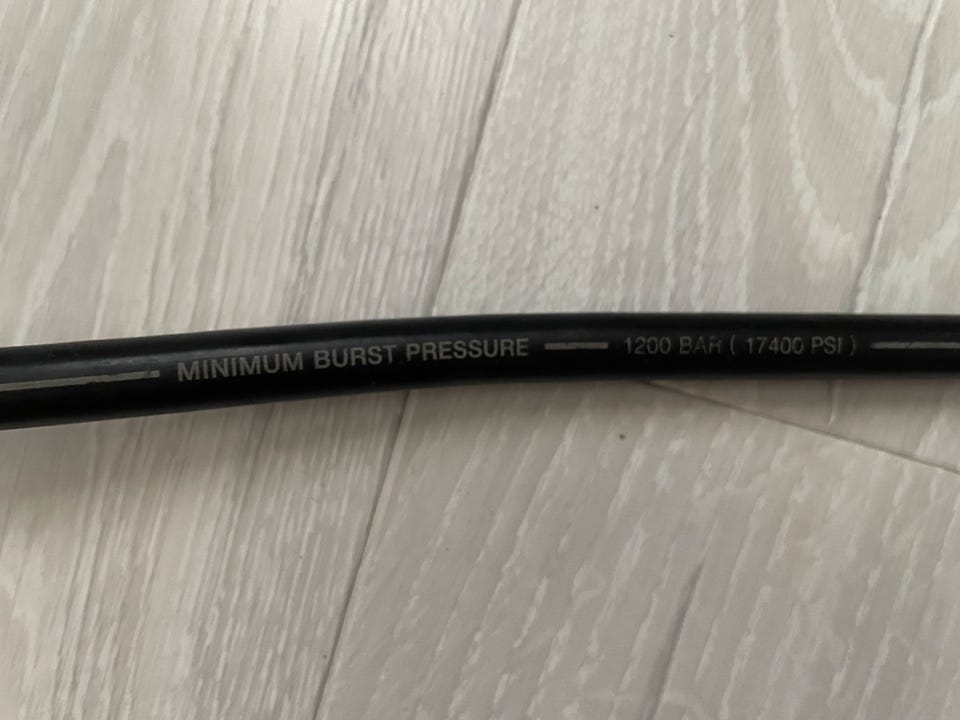 MINIMUM BURST PRESSURE — 1200 BAR ( 17400 PSI )